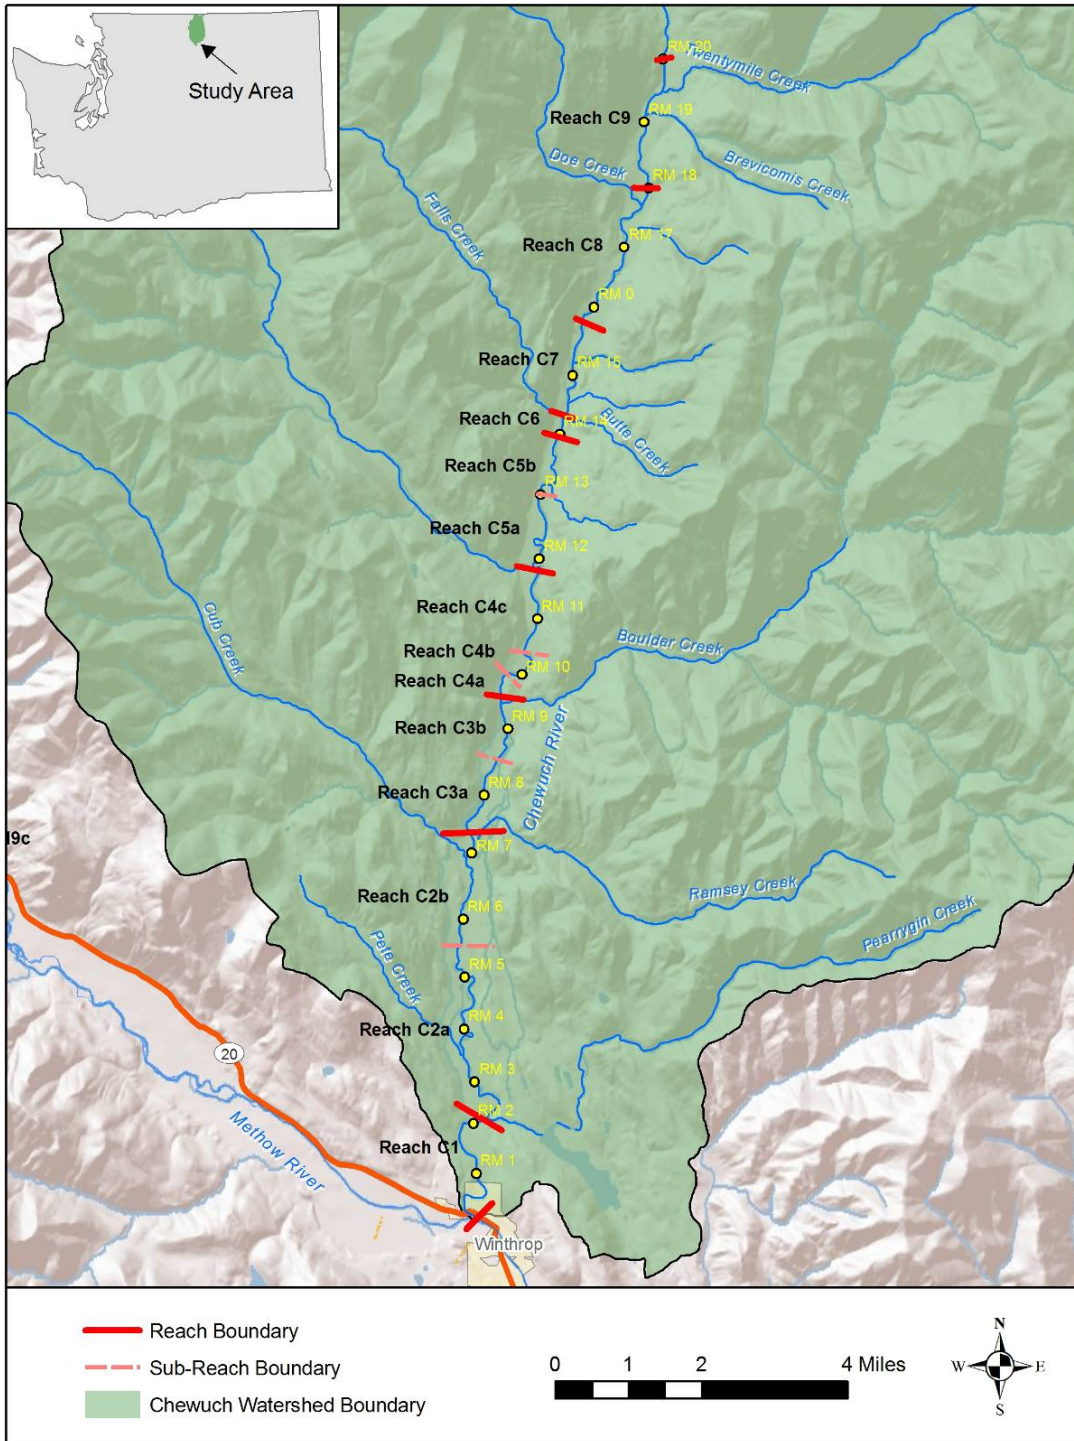 Study Area
RM 20
Twentymile Creek
Reach C9
RM 19
Doe Creek
Brevicomis Creek
RM 18
Falls Creek
Reach C8
RM 17
RM 0
Reach C7
RM 15
Reach C6
RM 14
Butte Creek
Reach C5b
RM 13
Reach C5a
RM 12
Cub Creek
Reach C4c
RM 11
Boulder Creek
Reach C4b
RM 10
Reach C4a
Reach C3b
RM 9
Chewuch River
Reach C3a
RM 8
I9c
RM 7
Ramsey Creek
Reach C2b
RM 6
Pearrygin Creek
Pete Creek
RM 5
Reach C2a
RM 4
20
RM 3
Methow River
RM 2
Reach C1
RM 1
Winthrop
Reach Boundary
Sub-Reach Boundary
Chewuch Watershed Boundary
0 1 2 4 Miles
N
W E
S